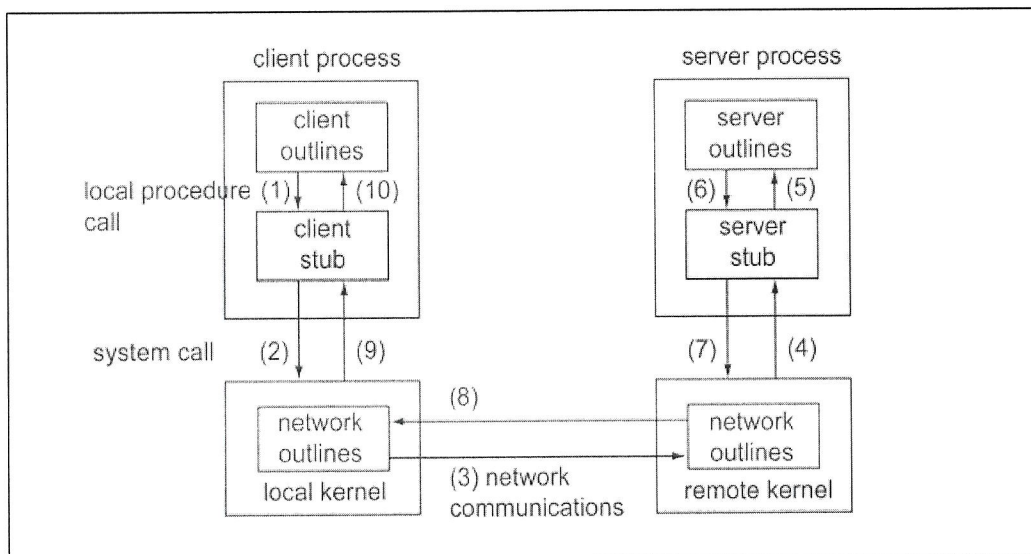 client process
server process
client
outlines
server
outlines
local procedure (1)
call
(10)
(6)
(5)
client
stub
server
stub
system call
(2)
(9)
(7)
(4)
(8)
network
outlines
local kernel
network
outlines
remote kernel
(3) network
communications